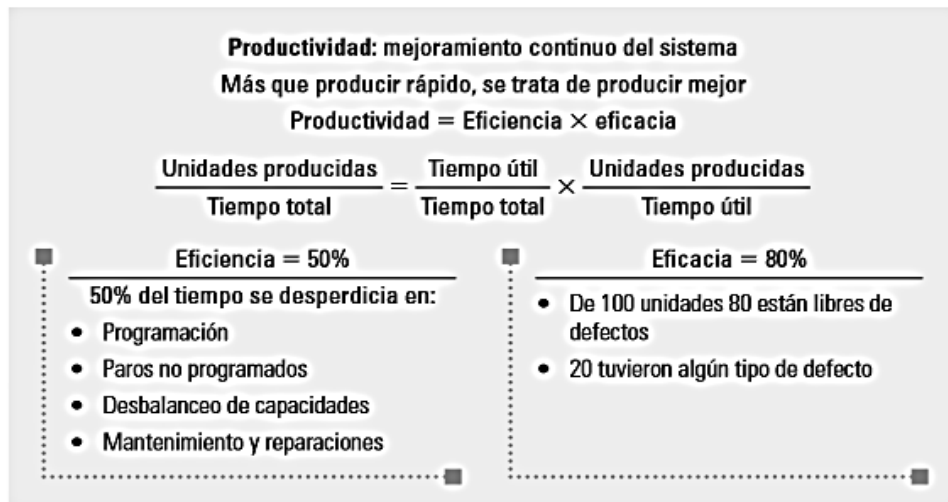 Productividad: mejoramiento continuo del sistema
Más que producir rápido, se trata de producir mejor
Productividad = Eficiencia × eficacia
Unidades producidas / Tiempo total = Tiempo útil / Tiempo total × Unidades producidas / Tiempo útil
Eficiencia = 50%
50% del tiempo se desperdicia en:
• Programación
• Paros no programados
• Desbalanceo de capacidades
• Mantenimiento y reparaciones
Eficacia = 80%
• De 100 unidades 80 están libres de
defectos
• 20 tuvieron algún tipo de defecto